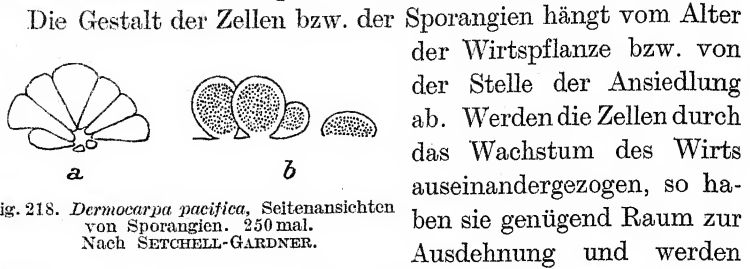 Die Gestalt der Zellen bzw. der Sporangien hängt vom Alter
der Wirtspflanze bzw. von
der Stelle der Ansiedlung
ab. Werden die Zellen durch
das Wachstum des Wirts
auseinandergezogen, so ha-
ben sie genügend Raum zur
Ausdehnung und werden
a b
ig. 218. Dermocarpa pacifica, Seitenansichten
von Sporangien. 250 mal.
Nach SETCHELL-GARDNER.